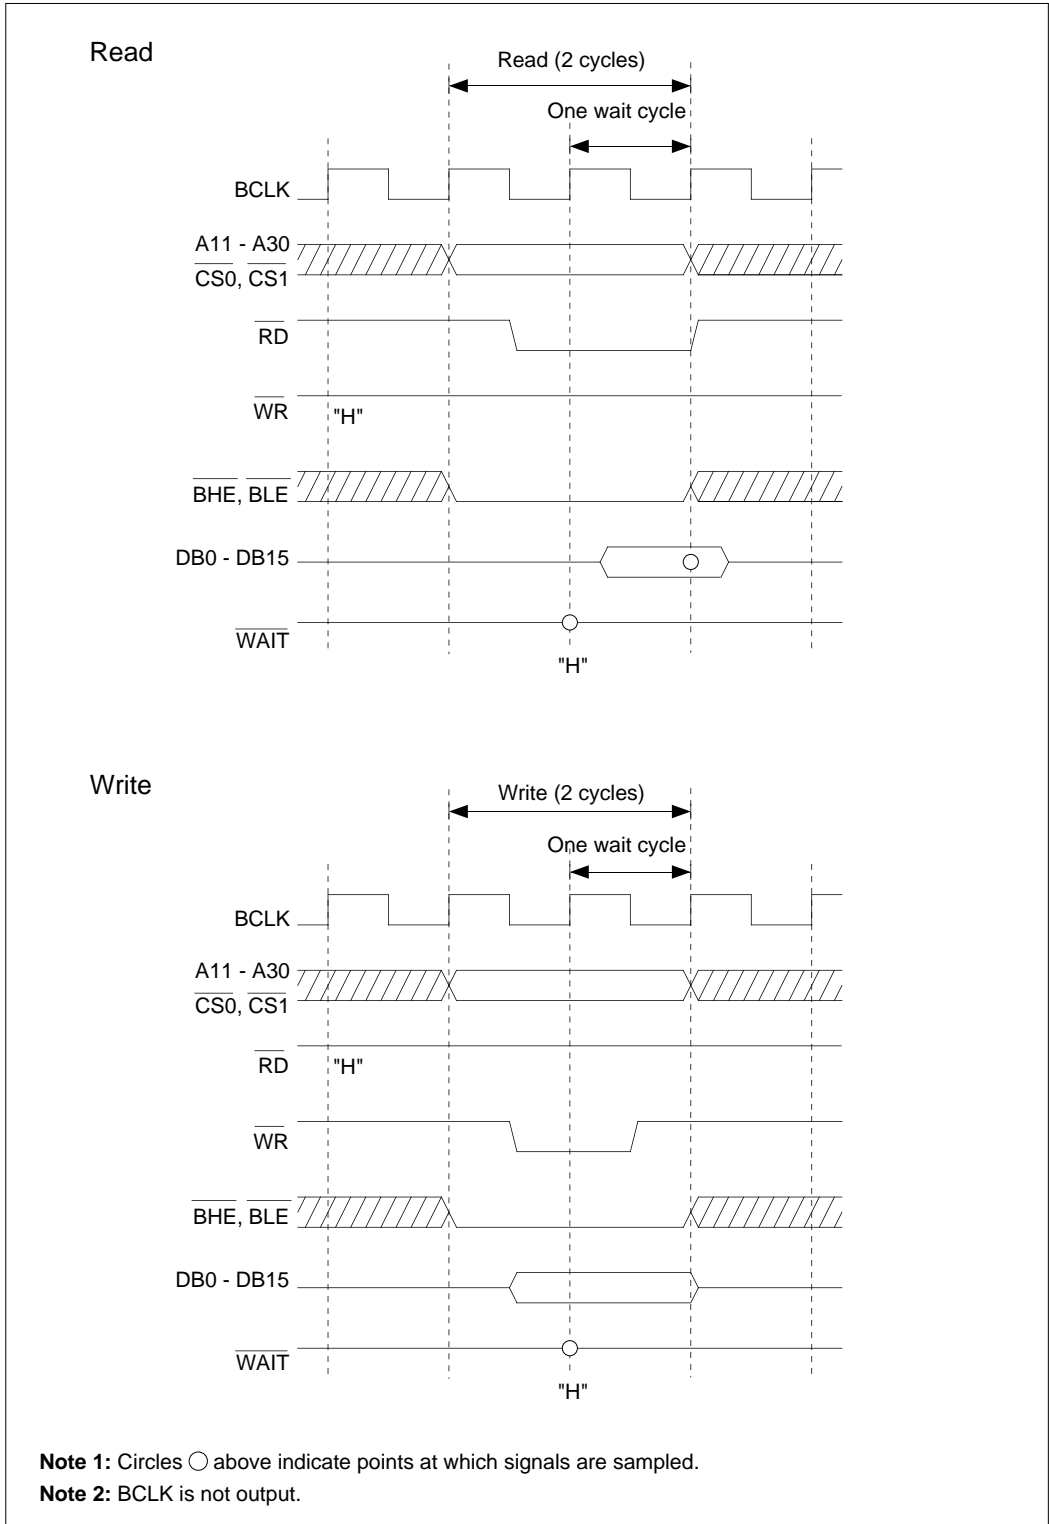 Read
Read (2 cycles)
One wait cycle
BCLK
A11 - A30
CS0, CS1
RD
WR "H"
BHE, BLE
DB0 - DB15
WAIT
"H"
Write
Write (2 cycles)
One wait cycle
BCLK
A11 - A30
CS0, CS1
RD "H"
WR
BHE, BLE
DB0 - DB15
WAIT
"H"
Note 1: Circles ○ above indicate points at which signals are sampled.
Note 2: BCLK is not output.